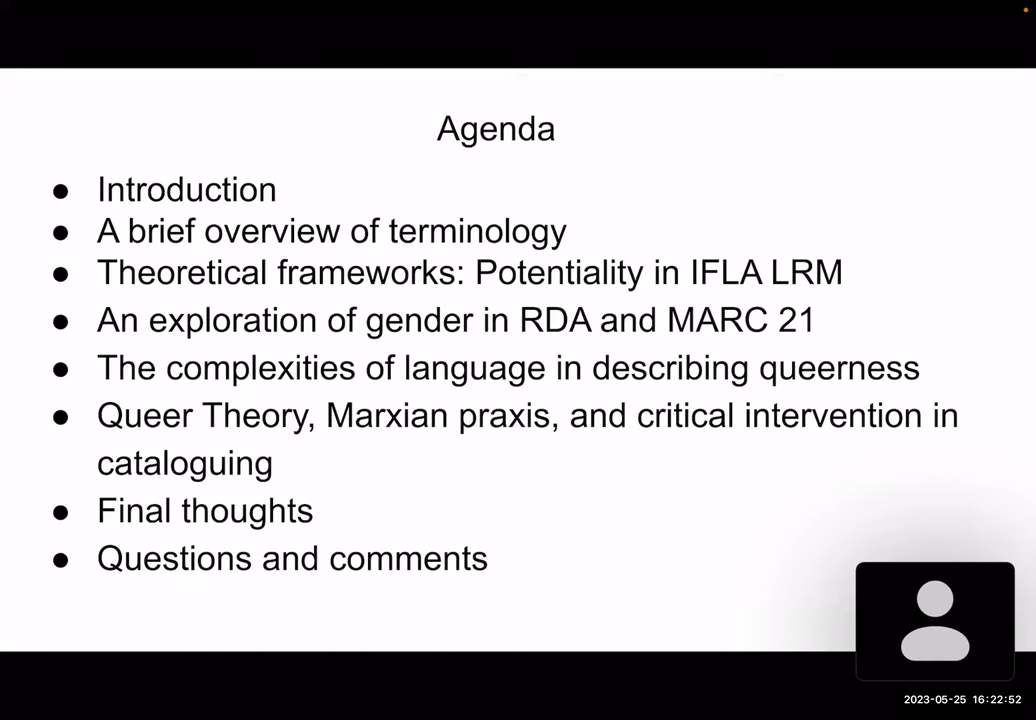 Agenda
● Introduction
● A brief overview of terminology
● Theoretical frameworks: Potentiality in IFLA LRM
● An exploration of gender in RDA and MARC 21
● The complexities of language in describing queerness
● Queer Theory, Marxian praxis, and critical intervention in
cataloguing
● Final thoughts
● Questions and comments
2023-05-25 16:22:52